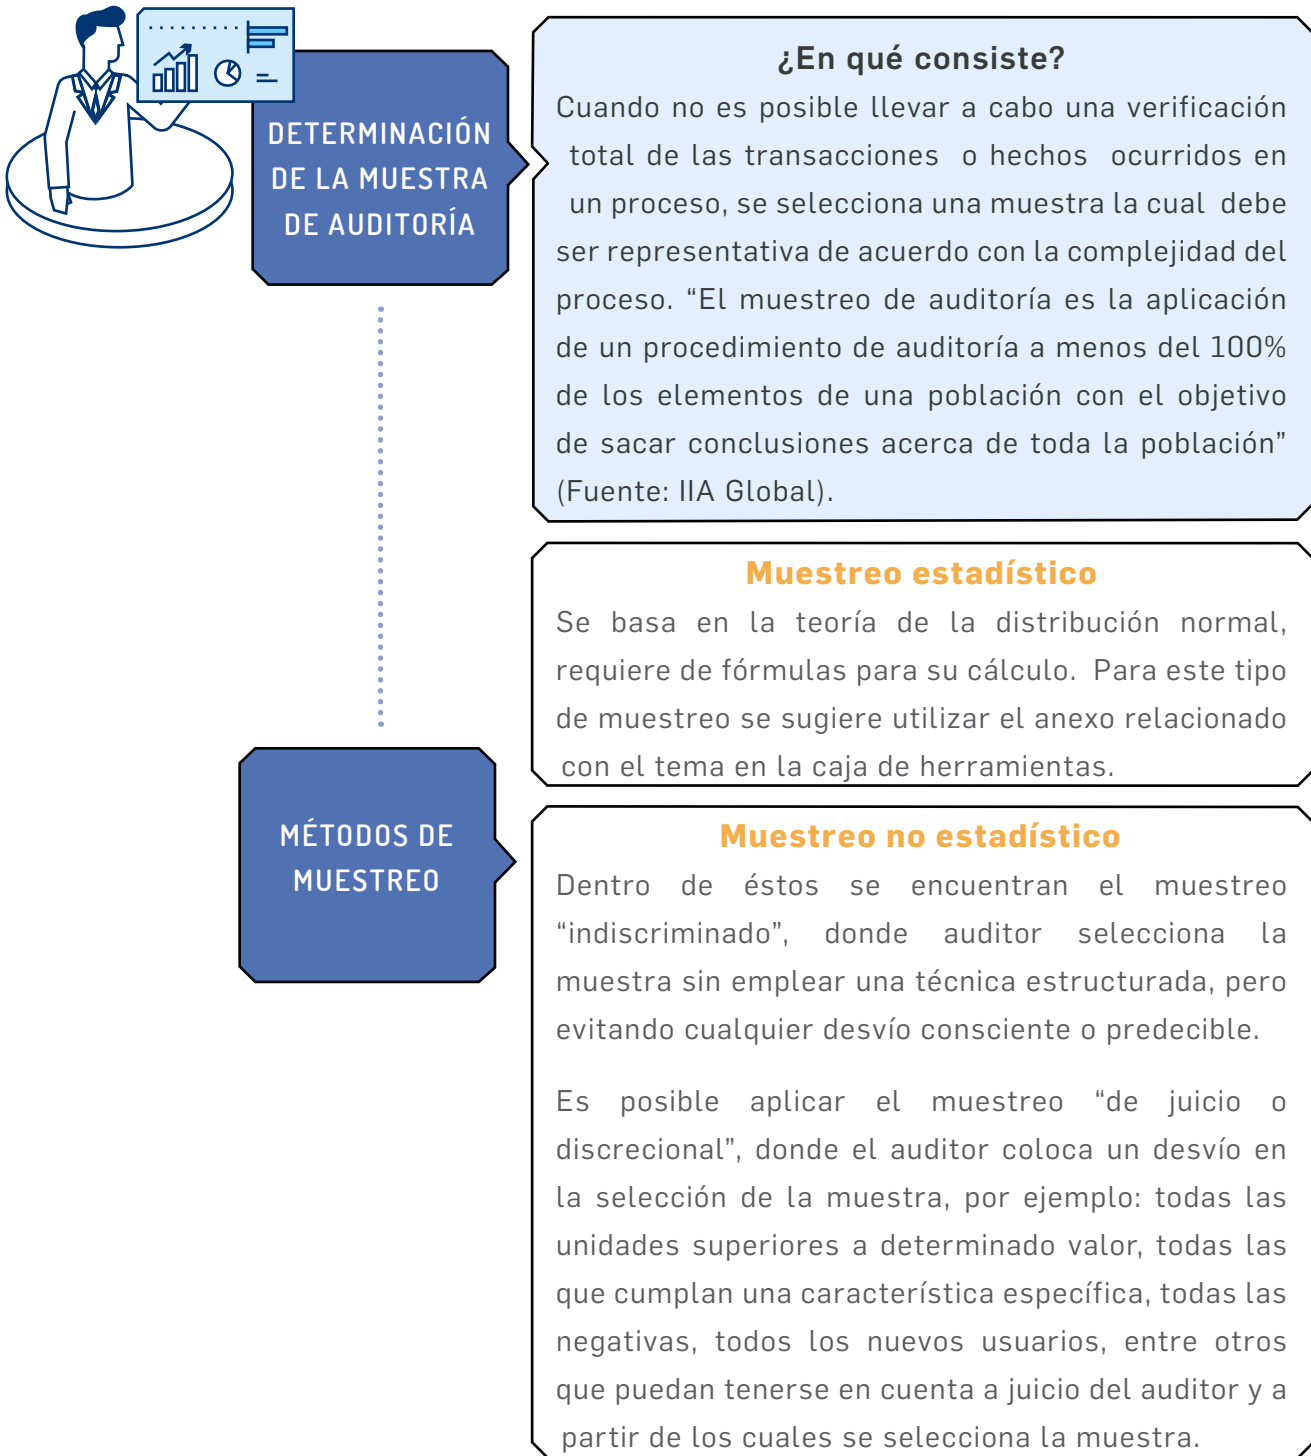 DETERMINACIÓN
DE LA MUESTRA
DE AUDITORÍA
¿En qué consiste?
Cuando no es posible llevar a cabo una verificación
total de las transacciones o hechos ocurridos en
un proceso, se selecciona una muestra la cual debe
ser representativa de acuerdo con la complejidad del
proceso. “El muestreo de auditoría es la aplicación
de un procedimiento de auditoría a menos del 100%
de los elementos de una población con el objetivo
de sacar conclusiones acerca de toda la población”
(Fuente: IIA Global).
MÉTODOS DE
MUESTREO
Muestreo estadístico
Se basa en la teoría de la distribución normal,
requiere de fórmulas para su cálculo. Para este tipo
de muestreo se sugiere utilizar el anexo relacionado
con el tema en la caja de herramientas.
Muestreo no estadístico
Dentro de éstos se encuentran el muestreo
“indiscriminado”, donde auditor selecciona la
muestra sin emplear una técnica estructurada, pero
evitando cualquier desvío consciente o predecible.
Es posible aplicar el muestreo “de juicio o
discrecional”, donde el auditor coloca un desvío en
la selección de la muestra, por ejemplo: todas las
unidades superiores a determinado valor, todas las
que cumplan una característica específica, todas las
negativas, todos los nuevos usuarios, entre otros
que puedan tenerse en cuenta a juicio del auditor y a
partir de los cuales se selecciona la muestra.